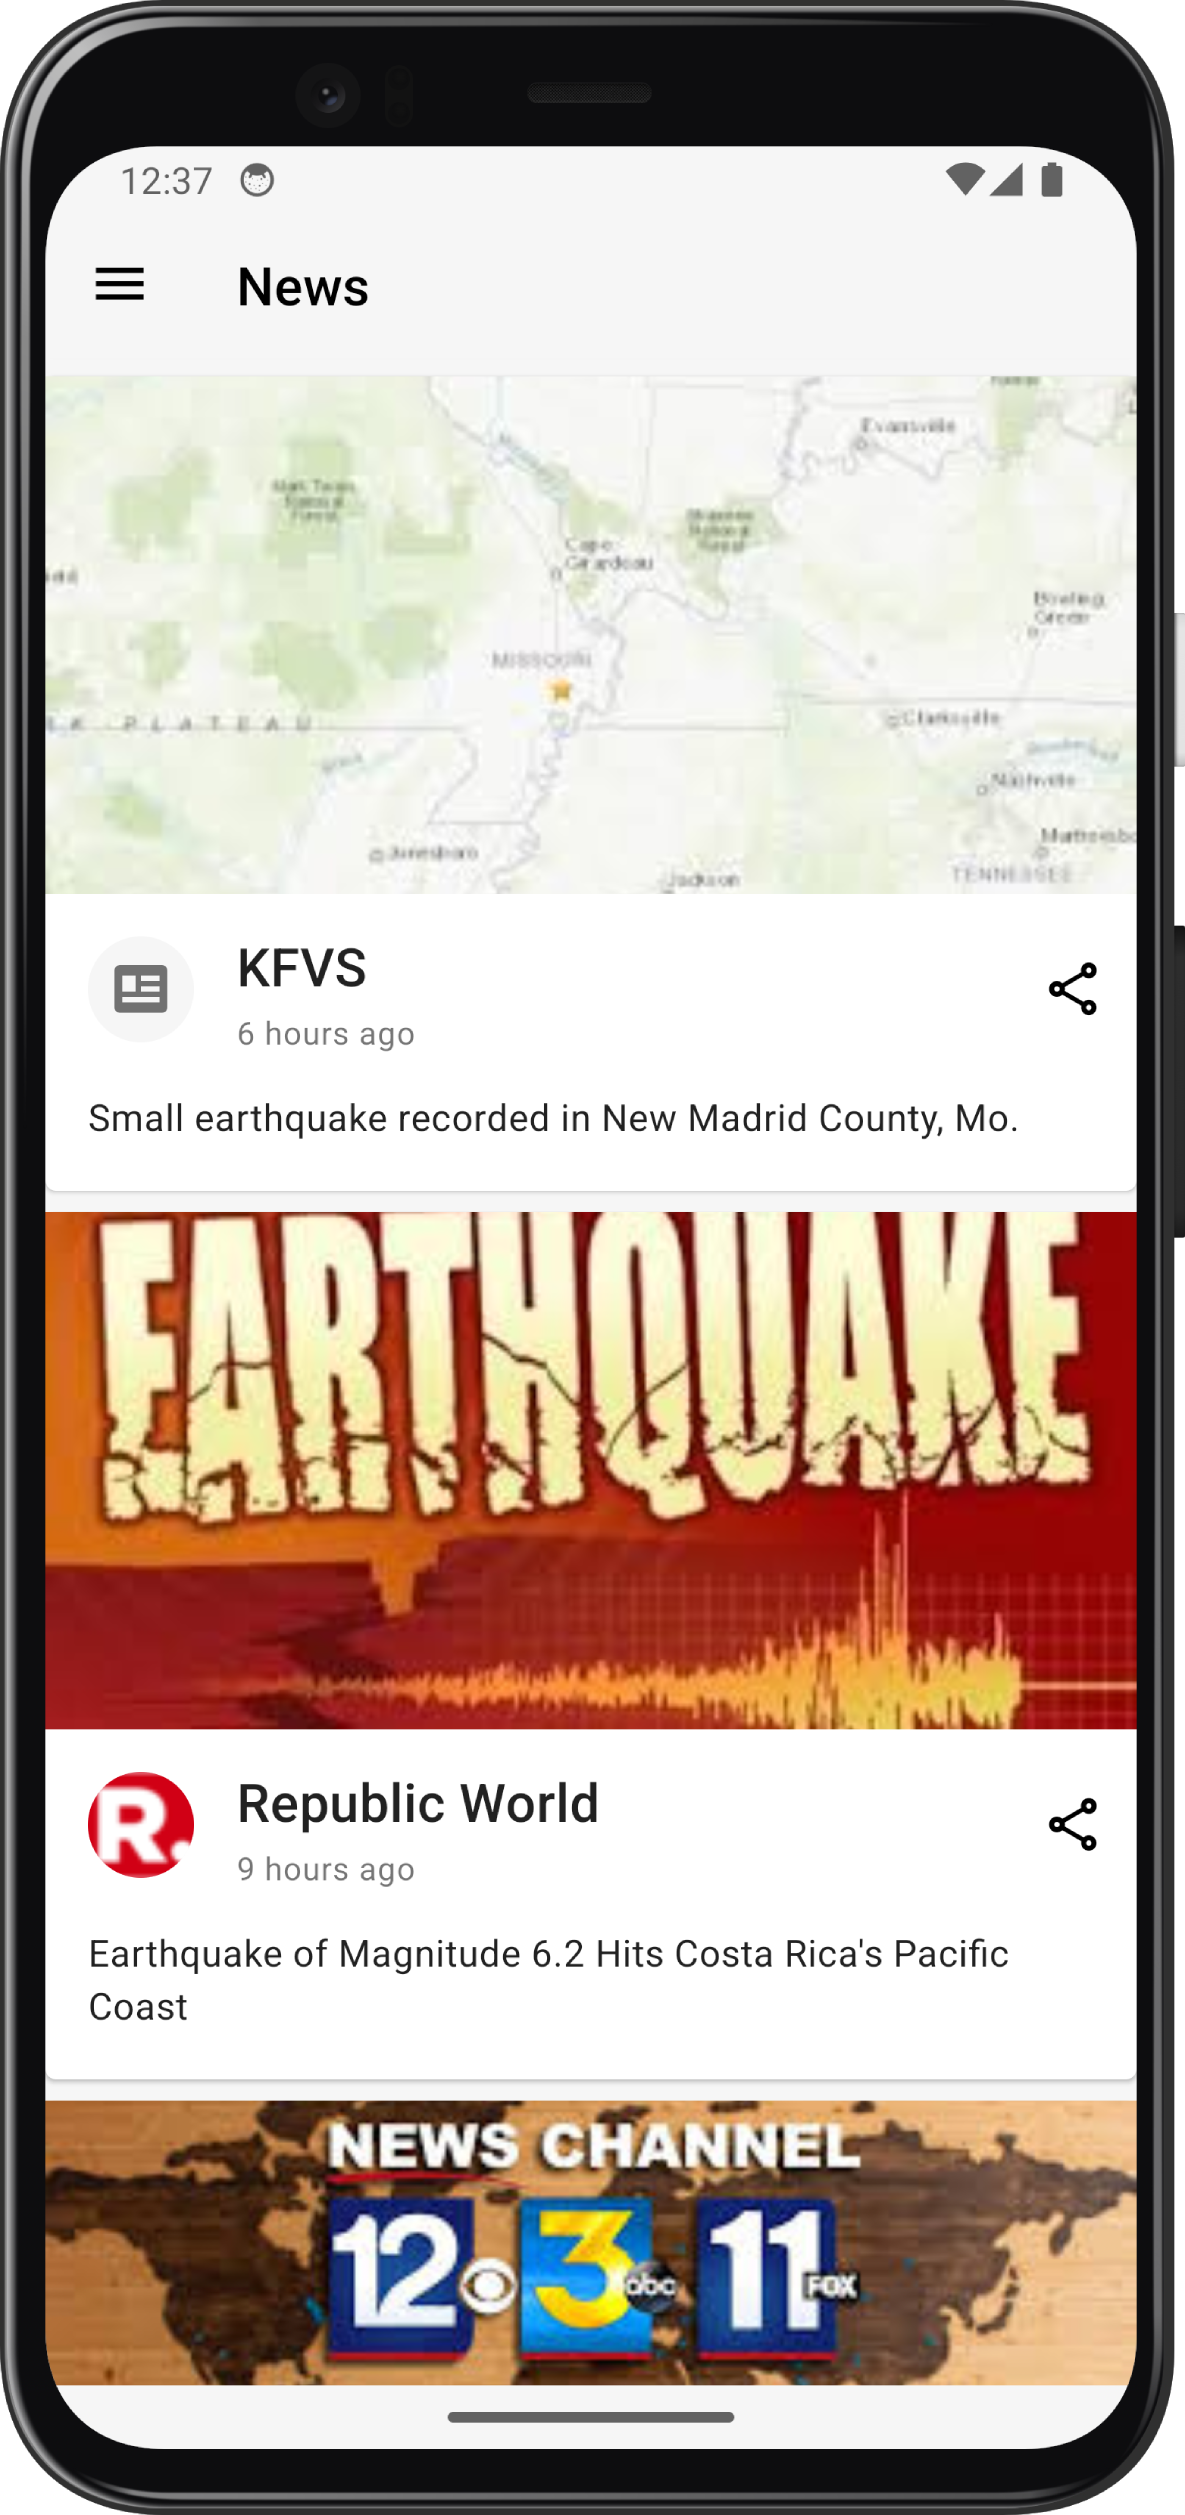 12:37
News
Evansville
Mark Twain
National
Forest
Shawnee
National
Forest
Cape
Girardeau
Bowling
Green
MISSOURI
PLATEAU
Clarksville
Nashville
Jonesboro
Jackson
TENNESSEE
KFVS
6 hours ago
Small earthquake recorded in New Madrid County, Mo.
EARTHQUAKE
R.
Republic World
9 hours ago
Earthquake of Magnitude 6.2 Hits Costa Rica's Pacific
Coast
NEWS CHANNEL
12 3 abc 11 FOX